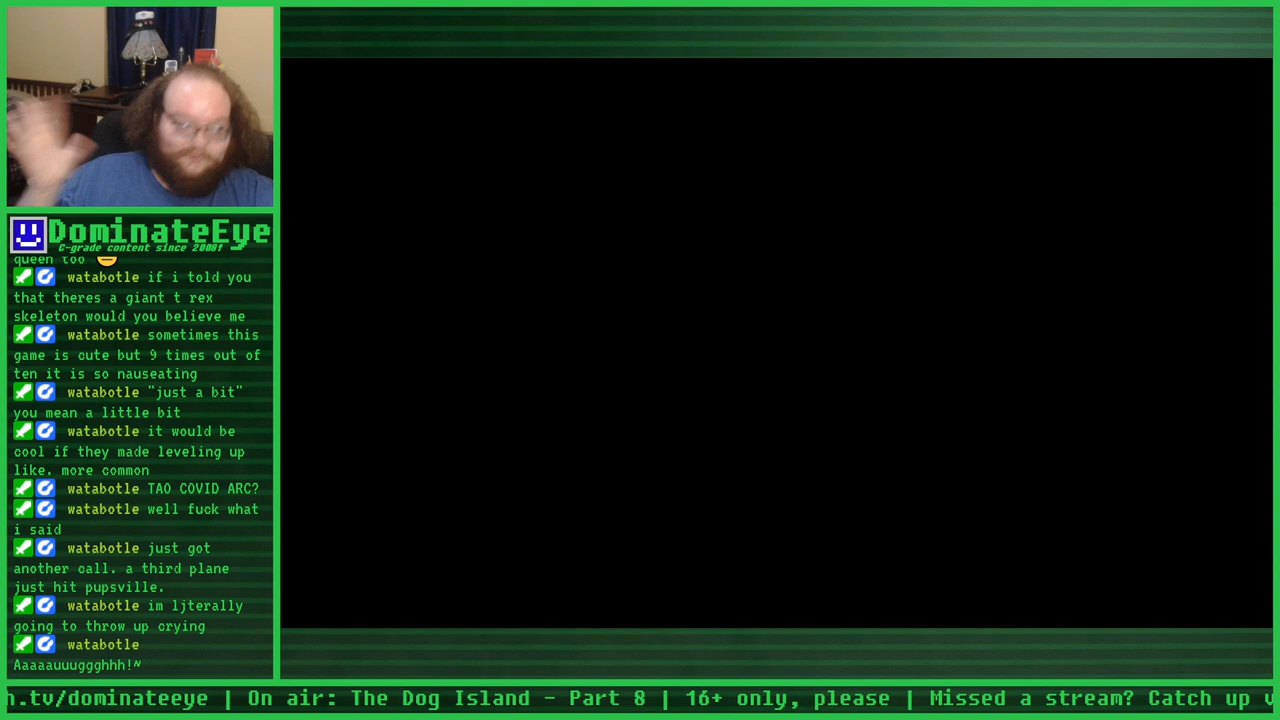 DominateEye
C-grade content since 2008!
queen too
watabotle if i told you
that theres a giant t rex
skeleton would you believe me
watabotle sometimes this
game is cute but 9 times out of
ten it is so nauseating
watabotle "just a bit"
you mean a little bit
watabotle it would be
cool if they made leveling up
like. more common
watabotle TAO COVID ARC?
watabotle well fuck what
i said
watabotle just got
another call. a third plane
just hit pupsville.
watabotle im ljterally
going to throw up crying
watabotle
Aaaaauuuggghhh!~
.tv/dominateeye | On air: The Dog Island - Part 8 | 16+ only, please | Missed a stream? Catch up